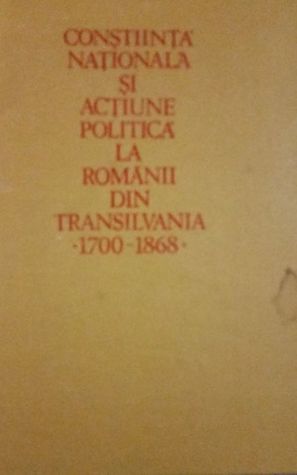 CONȘTIINȚĂ
NAȚIONALĂ
ȘI
ACȚIUNE
POLITICĂ
LA
ROMÂNII
DIN
TRANSILVANIA
·1700-1868·